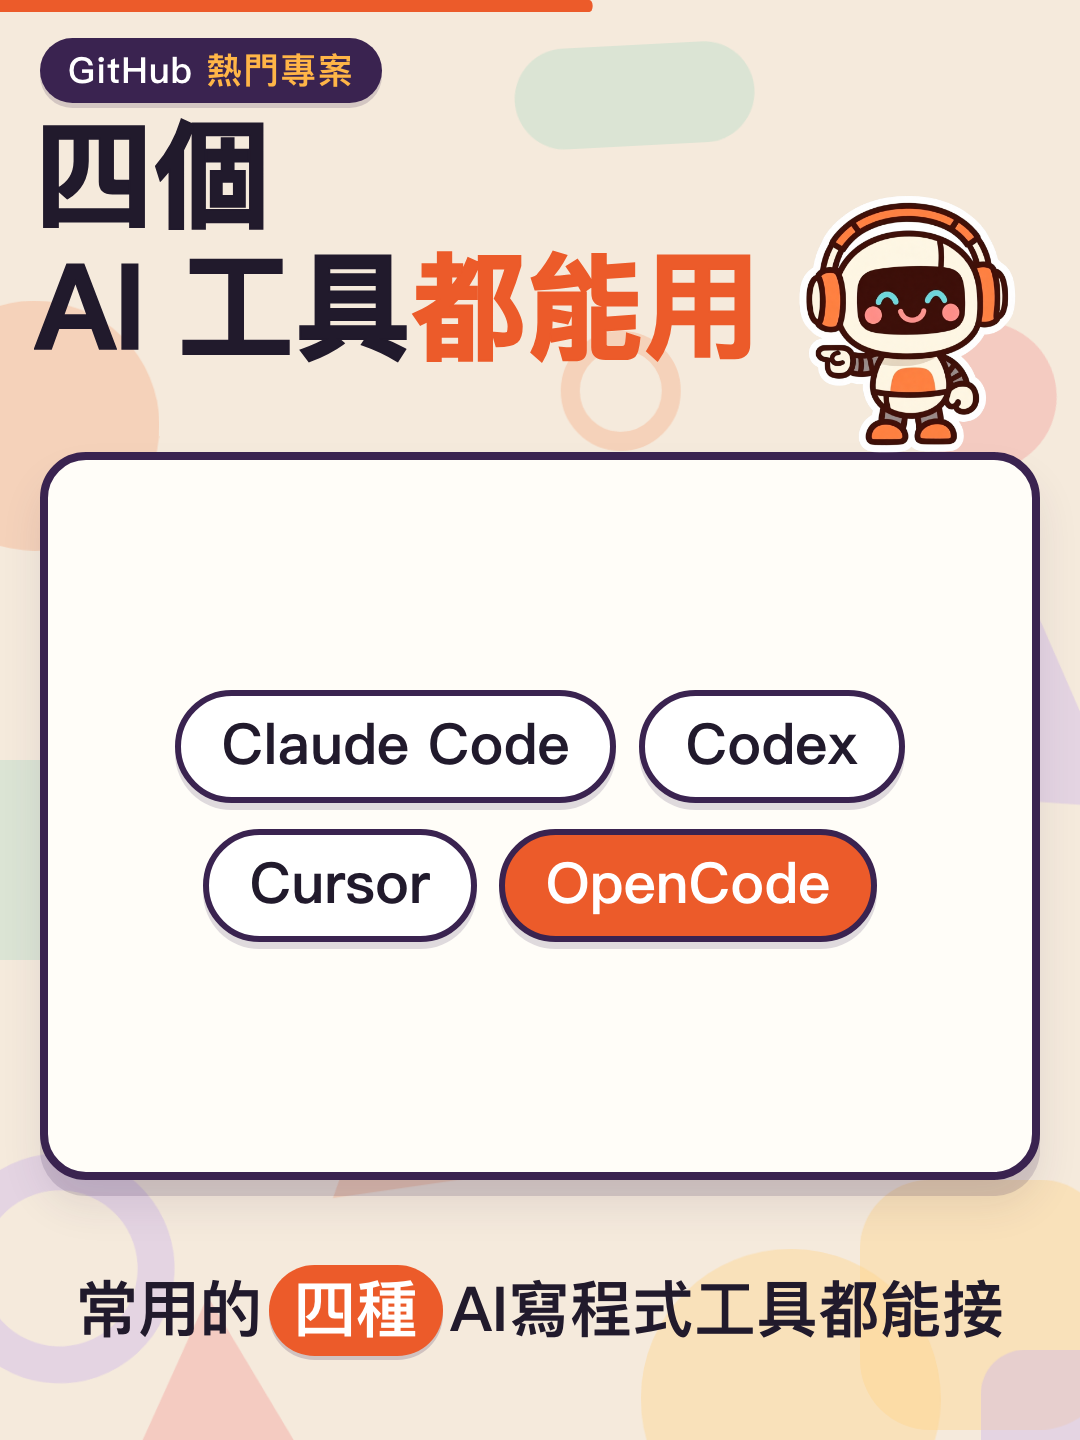 GitHub 熱門專案
四個
AI 工具都能用
Claude Code Codex
Cursor OpenCode
常用的 四種 AI寫程式工具都能接